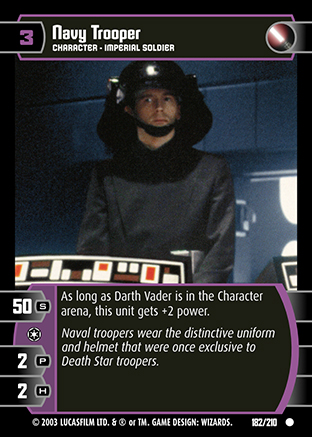 3
Navy Trooper
CHARACTER - IMPERIAL SOLDIER
50 S
As long as Darth Vader is in the Character
arena, this unit gets +2 power.
Naval troopers wear the distinctive uniform
and helmet that were once exclusive to
Death Star troopers.
2 P
2 H
© 2003 LUCASFILM LTD. & ® or TM. GAME DESIGN: WIZARDS.
182/210